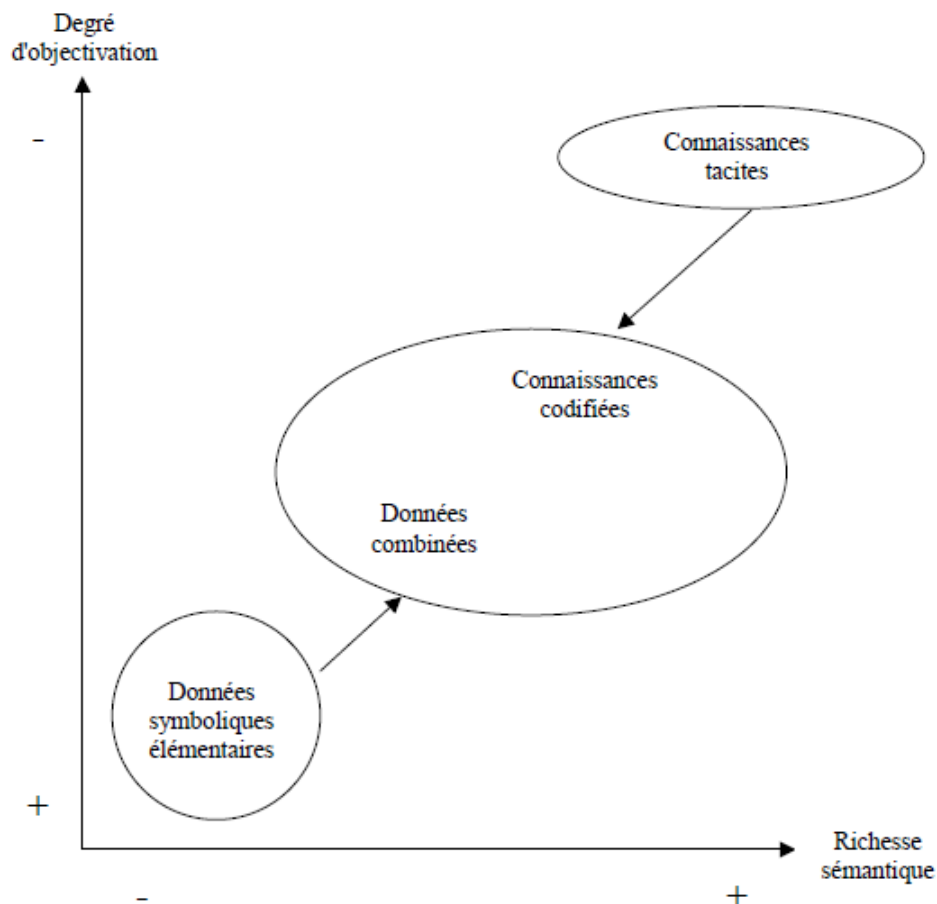 Degré
d'objectivation
-
Connaissances
tacites
Connaissances
codifiées
Données
combinées
Données
symboliques
élémentaires
+
Richesse
sémantique
-
+